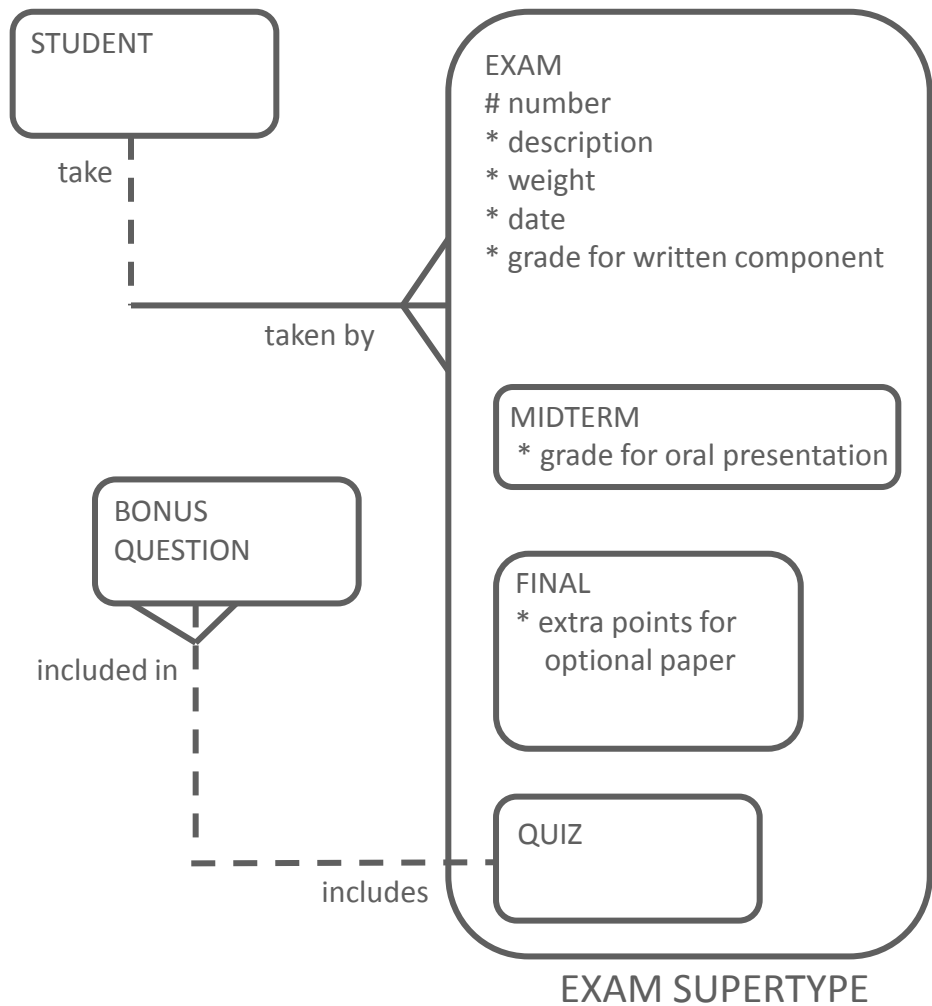 STUDENT
EXAM
# number
* description
* weight
* date
* grade for written component
take
taken by
MIDTERM
* grade for oral presentation
BONUS
QUESTION
included in
FINAL
* extra points for
optional paper
QUIZ
includes
EXAM SUPERTYPE